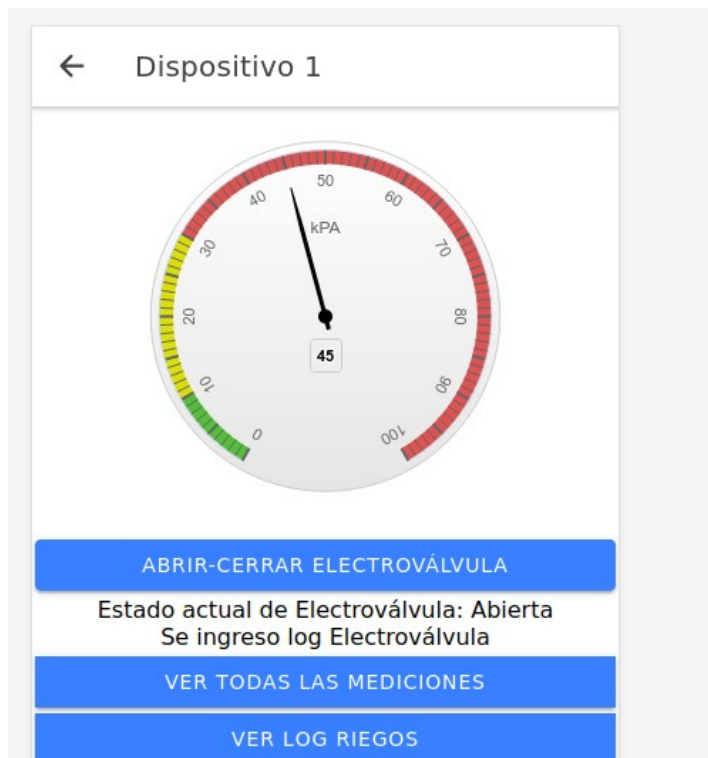 Dispositivo 1
0
10
20
30
40
50
60
70
80
90
100
kPA
45
ABRIR-CERRAR ELECTROVÁLVULA
Estado actual de Electroválvula: Abierta
Se ingreso log Electroválvula
VER TODAS LAS MEDICIONES
VER LOG RIEGOS